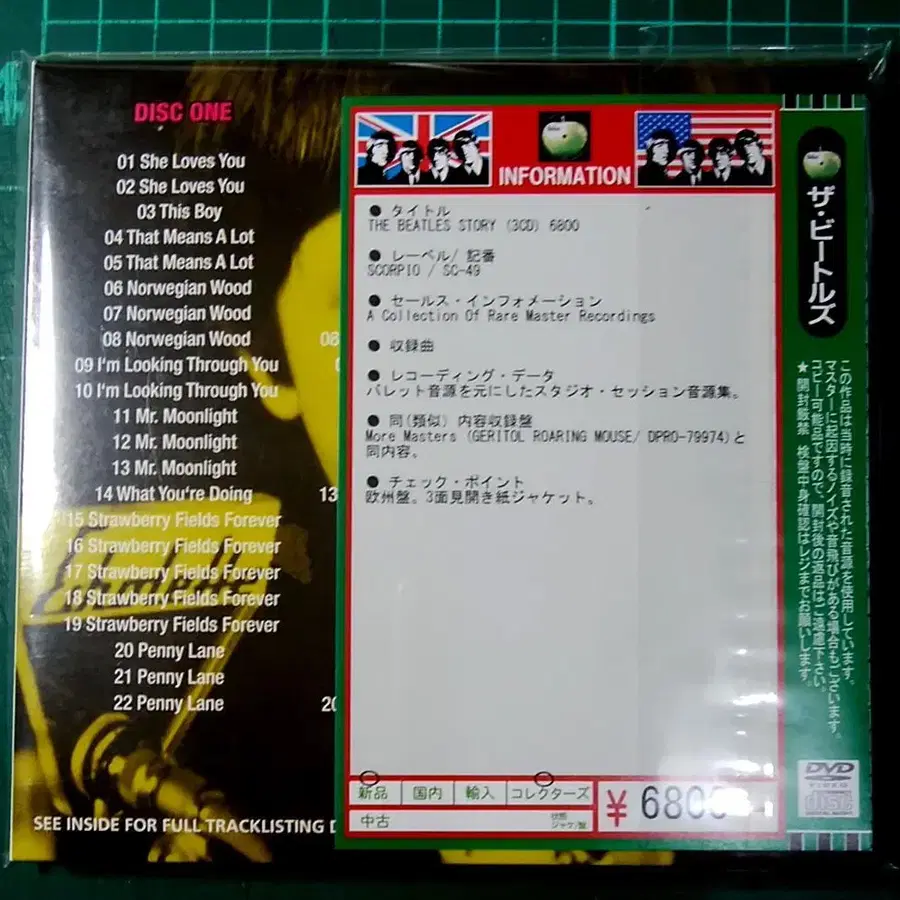 DISC ONE
01 She Loves You
02 She Loves You
03 This Boy
04 That Means A Lot
05 That Means A Lot
06 Norwegian Wood
07 Norwegian Wood
08 Norwegian Wood
09 I'm Looking Through You
10 I'm Looking Through You
11 Mr. Moonlight
12 Mr. Moonlight
13 Mr. Moonlight
14 What You're Doing
15 Strawberry Fields Forever
16 Strawberry Fields Forever
17 Strawberry Fields Forever
18 Strawberry Fields Forever
19 Strawberry Fields Forever
20 Penny Lane
21 Penny Lane
22 Penny Lane
08
13
20
SEE INSIDE FOR FULL TRACKLISTING D
INFORMATION
● タイトル
THE BEATLES STORY (3CD) 6800
● レーベル/ 記番
SCORPIO / SC-49
● セールス・インフォメーション
A Collection Of Rare Master Recordings
● 収録曲
● レコーディング・データ
バレット音源を元にしたスタジオ・セッション音源集。
● 同(類似) 内容収録盤
More Masters (GERITOL ROARING MOUSE/ DPRO-79974)と
同内容。
● チェック・ポイント
欧州盤。3面見開き紙ジャケット。
新品 国内 輸入 コレクターズ
中古 状態 ジャケ/盤
¥ 6800
ザ・ビートルズ
この作品は当時に録音された音源を使用しています。
マスターに起因するノイズや音飛びがある場合もございます。
コピー可能品ですので、開封後の返品はご遠慮下さい。
★開封厳禁 検盤中身確認はレジまでお願いします。
DVD
VIDEO
COMPACT
disc
DIGITAL AUDIO